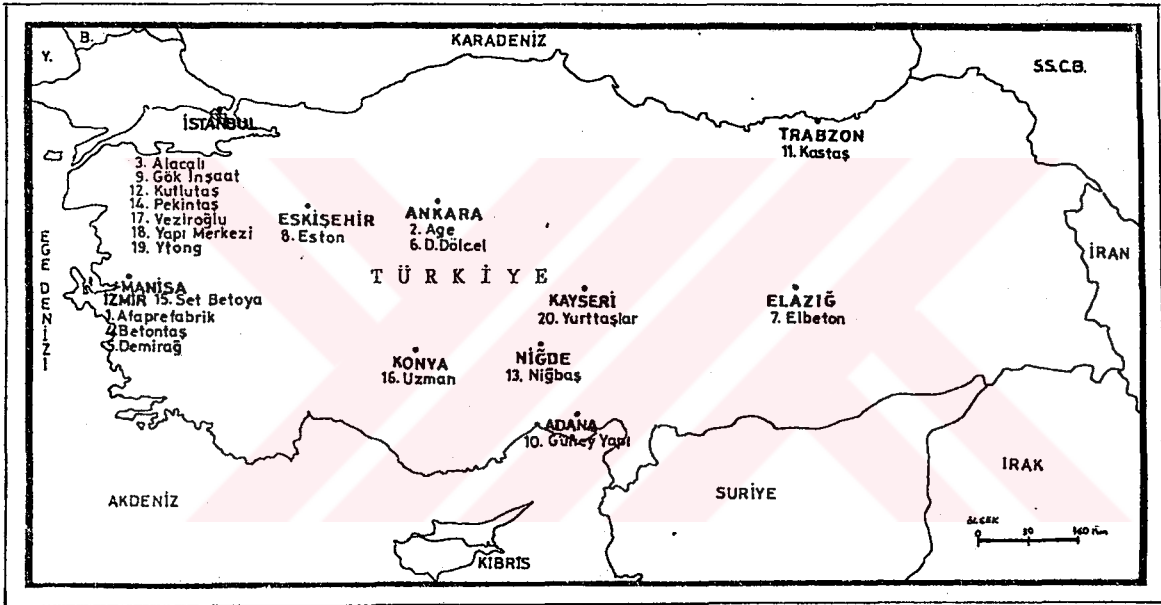 KARADENİZ
B.
Y.
S.S.C.B.
İSTANBUL
3. Alacalı
9. Gök İnşaat
12. Kutlutaş
14. Pekintaş
17. Veziroğlu
18. Yapı Merkezi
19. Ytong
TRABZON
11. Kastaş
ESKİŞEHİR
8. Eston
ANKARA
2. Age
6. D.Dölcel
EGE DENİZİ
İRAN
TÜRKİYE
MANİSA
15. Set Betoya
İZMİR
1. Afaprefabrik
4. Betontaş
5. Demirağ
KAYSERİ
20. Yurttaşlar
ELAZIĞ
7. Elbeton
KONYA
16. Uzman
NİĞDE
13. Niğbaş
ADANA
10. Güney Yapı
AKDENİZ
SURİYE
IRAK
KIBRIS
ÖLÇEK
0